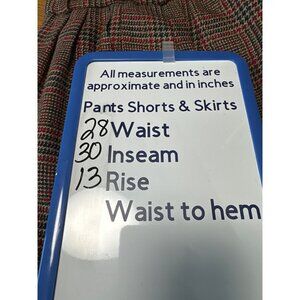 All measurements are
approximate and in inches
Pants Shorts & Skirts
28 Waist
30 Inseam
13 Rise
Waist to hem